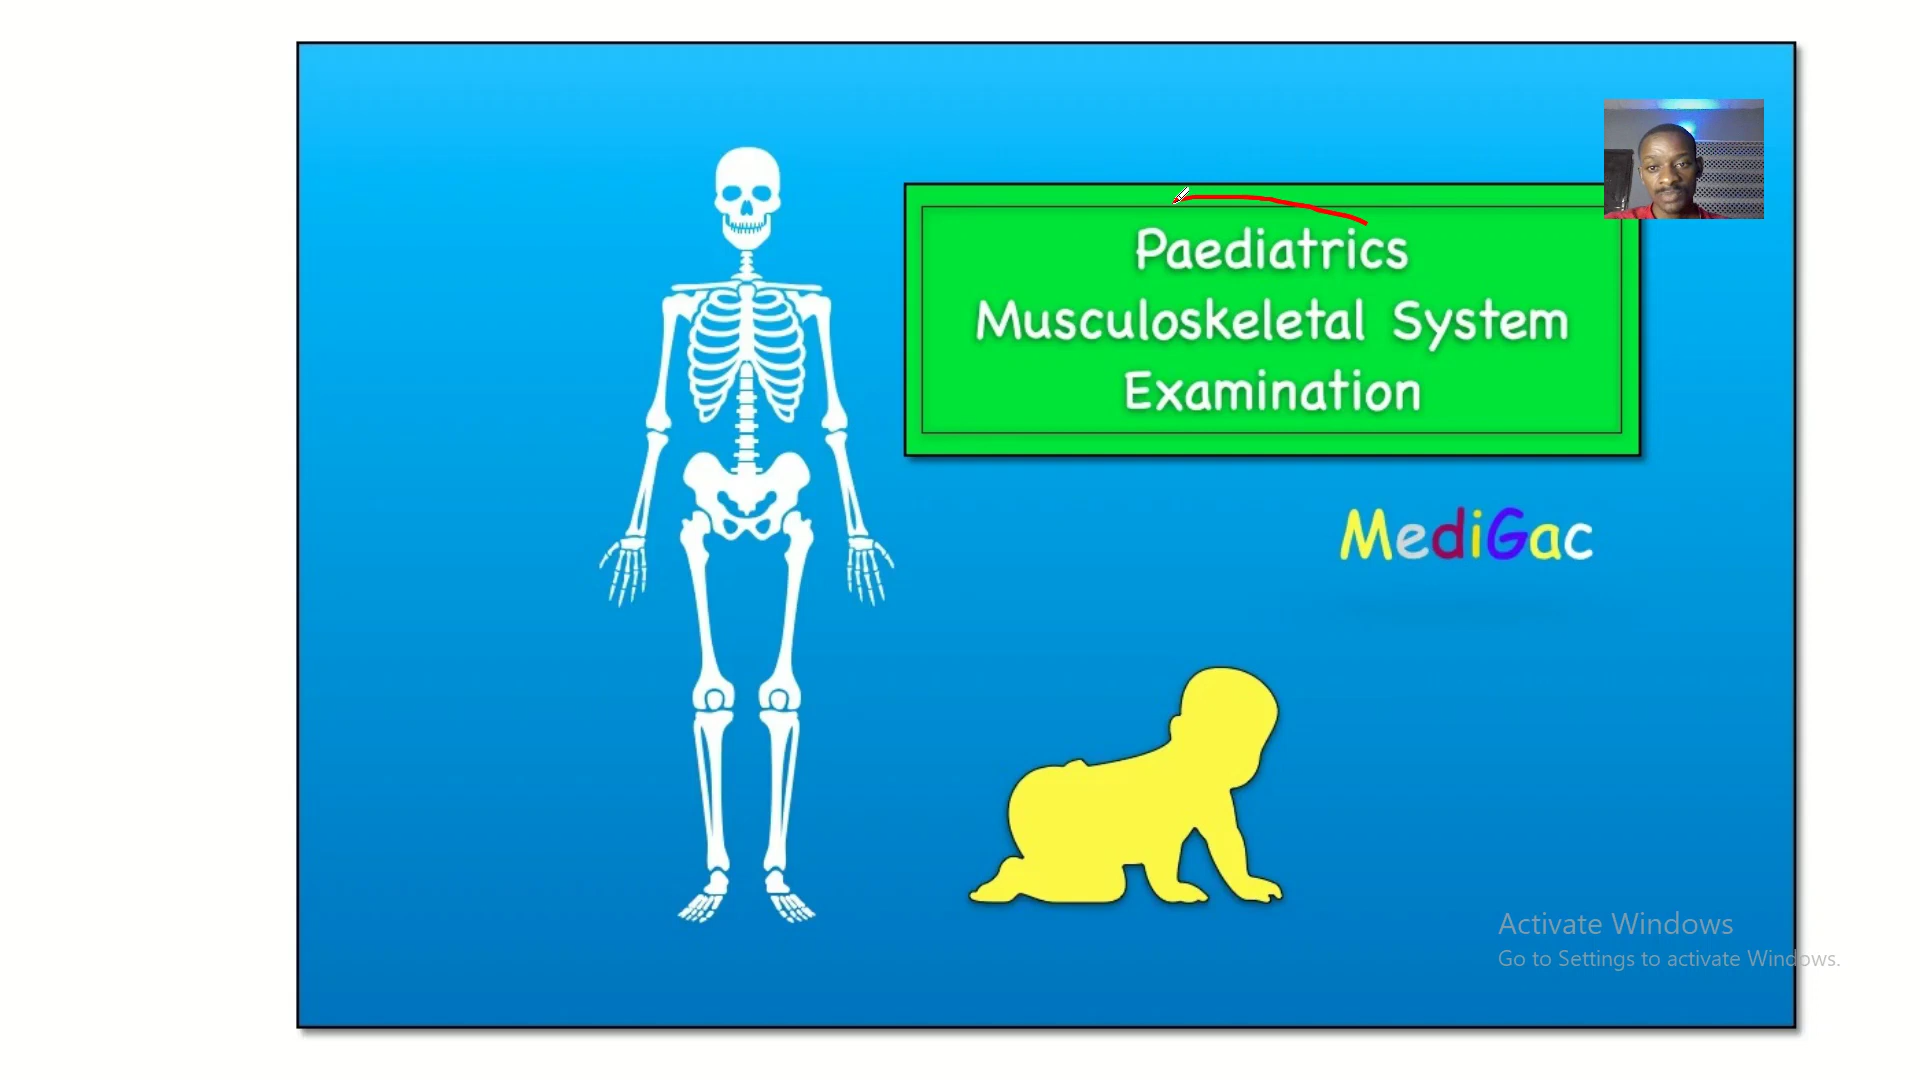 Paediatrics
Musculoskeletal System
Examination
MediGac
Activate Windows
Go to Settings to activate Windows.